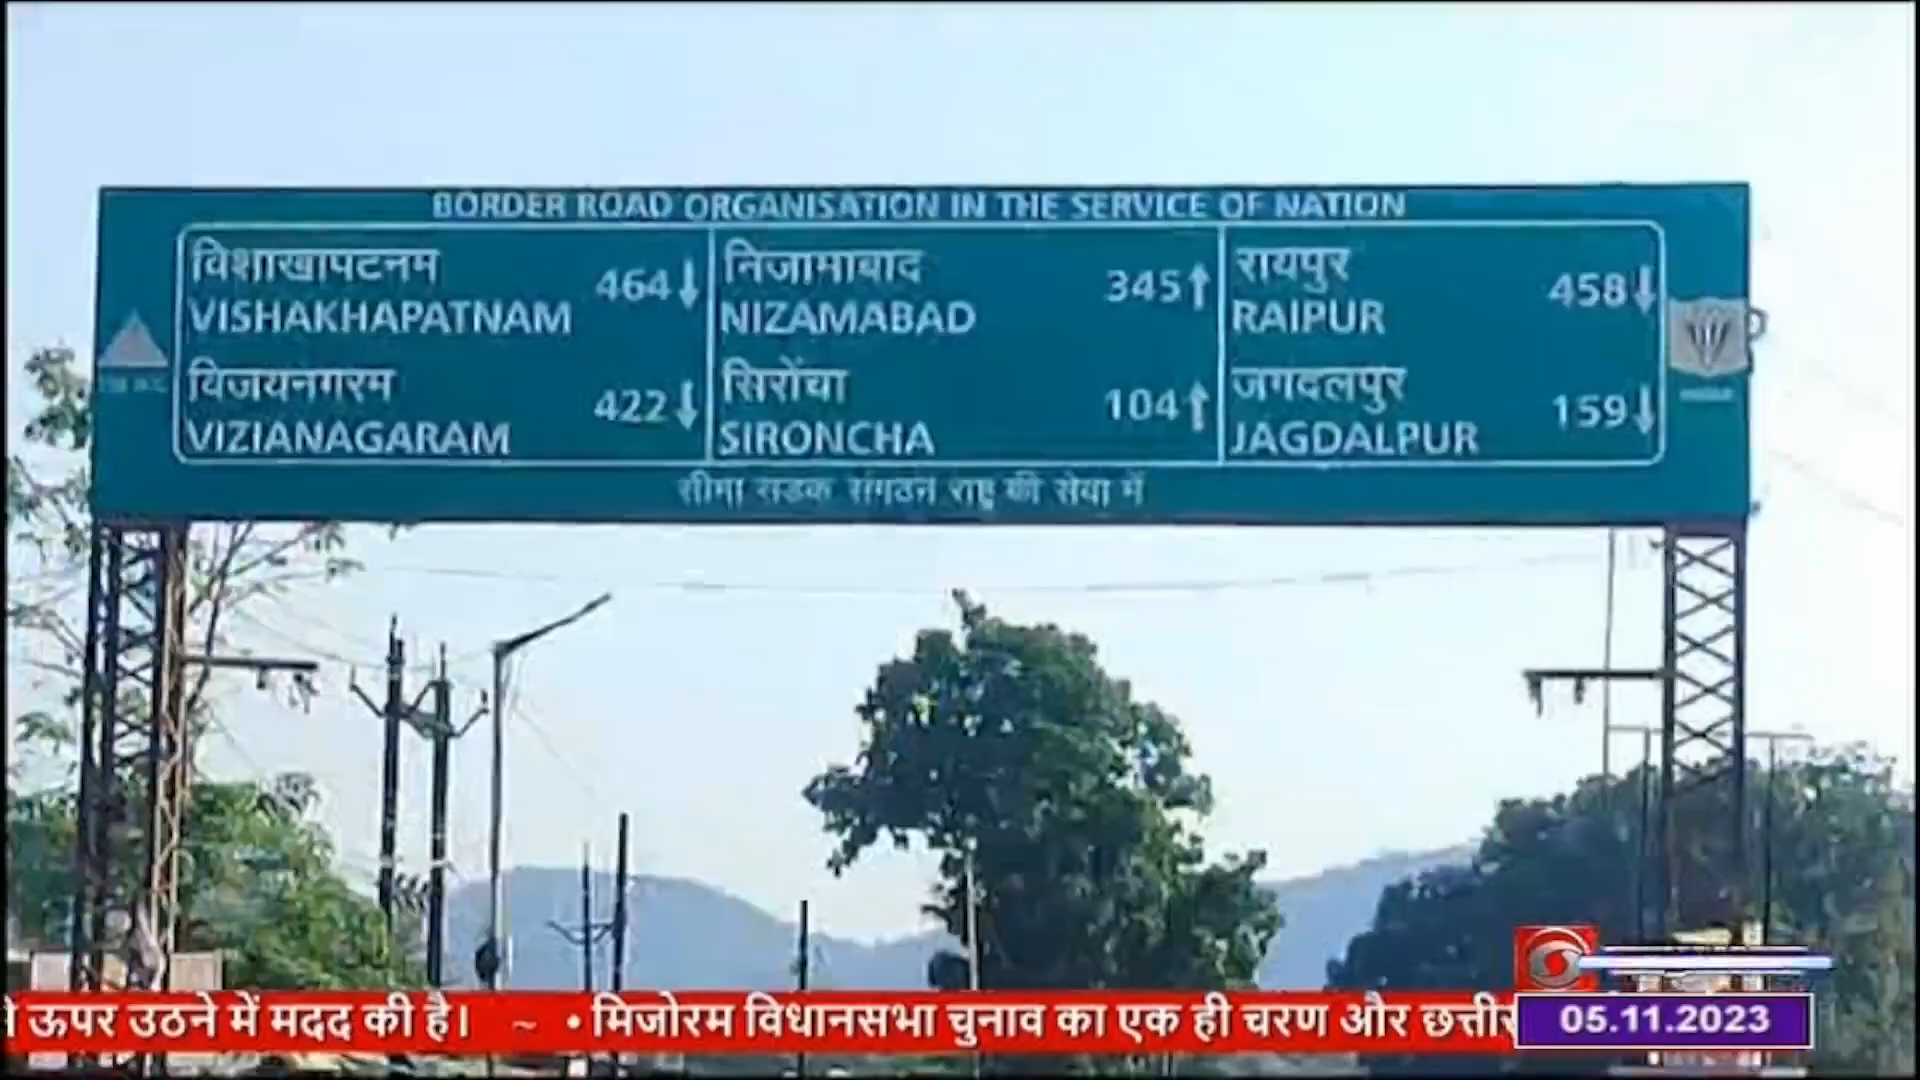 BORDER ROAD ORGANISATION IN THE SERVICE OF NATION
विशाखापटनम
VISHAKHAPATNAM 464↓
विजयनगरम
VIZIANAGARAM 422↓
निजामाबाद
NIZAMABAD 345↑
सिरोंचा
SIRONCHA 104↑
रायपुर
RAIPUR 458↓
जगदलपुर
JAGDALPUR 159↓
सीमा सडक संगठन राष्ट्र की सेवा में
ऊपर उठने में मदद की है। ~ • मिजोरम विधानसभा चुनाव का एक ही चरण और
05.11.2023